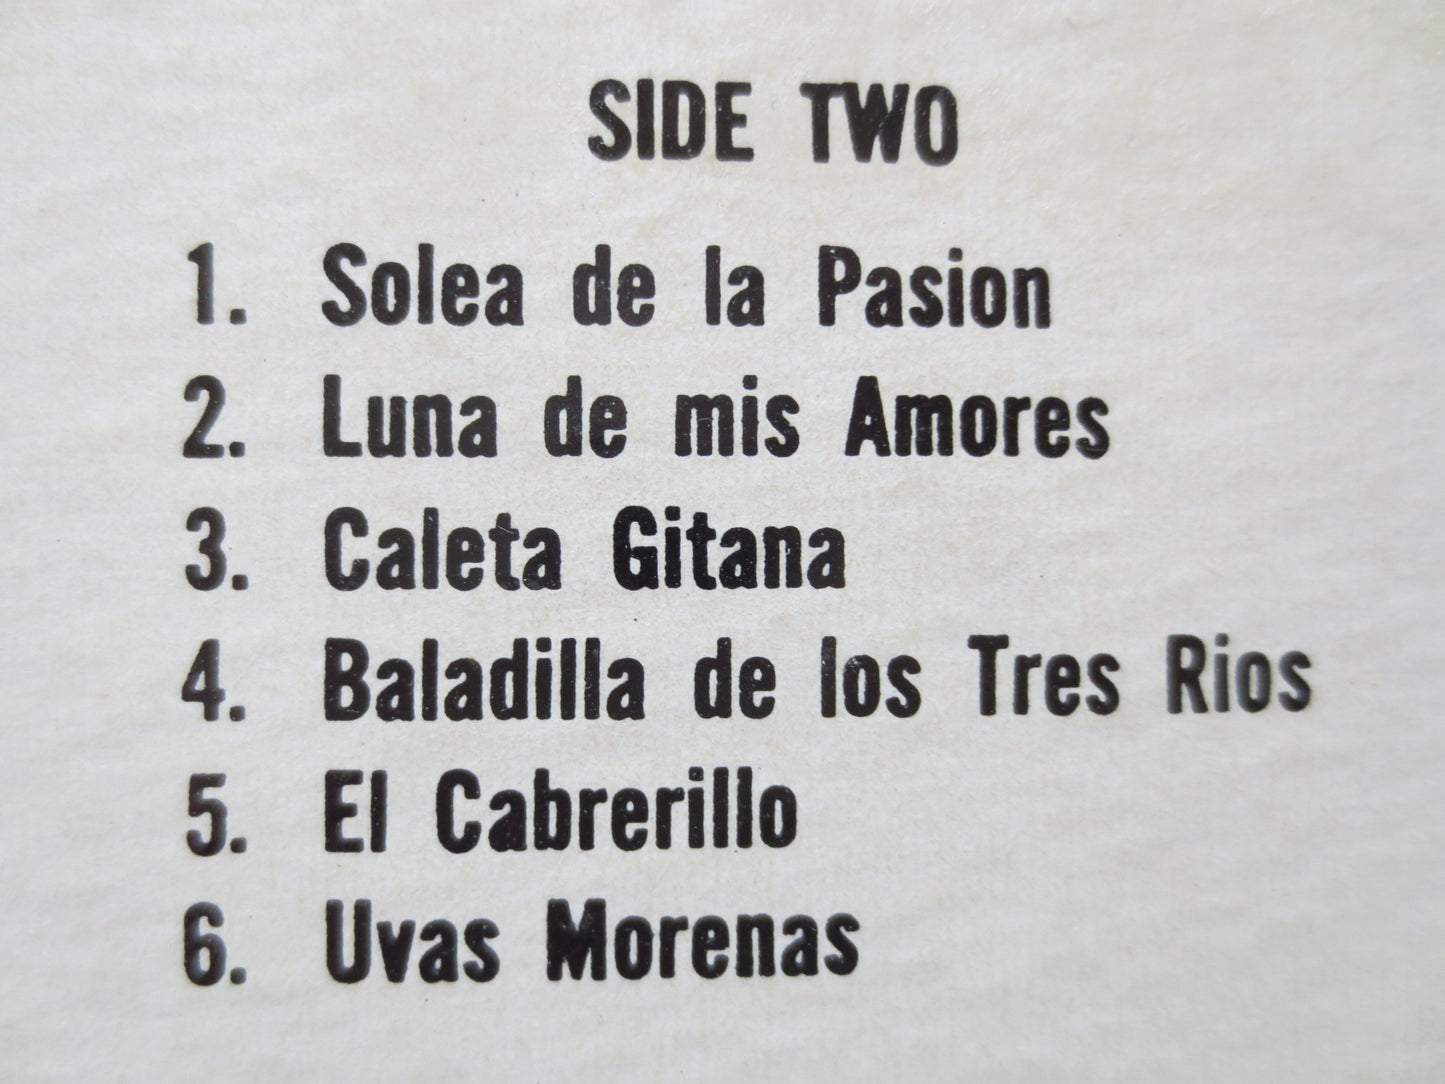 SIDE TWO
1. Solea de la Pasion
2. Luna de mis Amores
3. Caleta Gitana
4. Baladilla de los Tres Rios
5. El Cabrerillo
6. Uvas Morenas